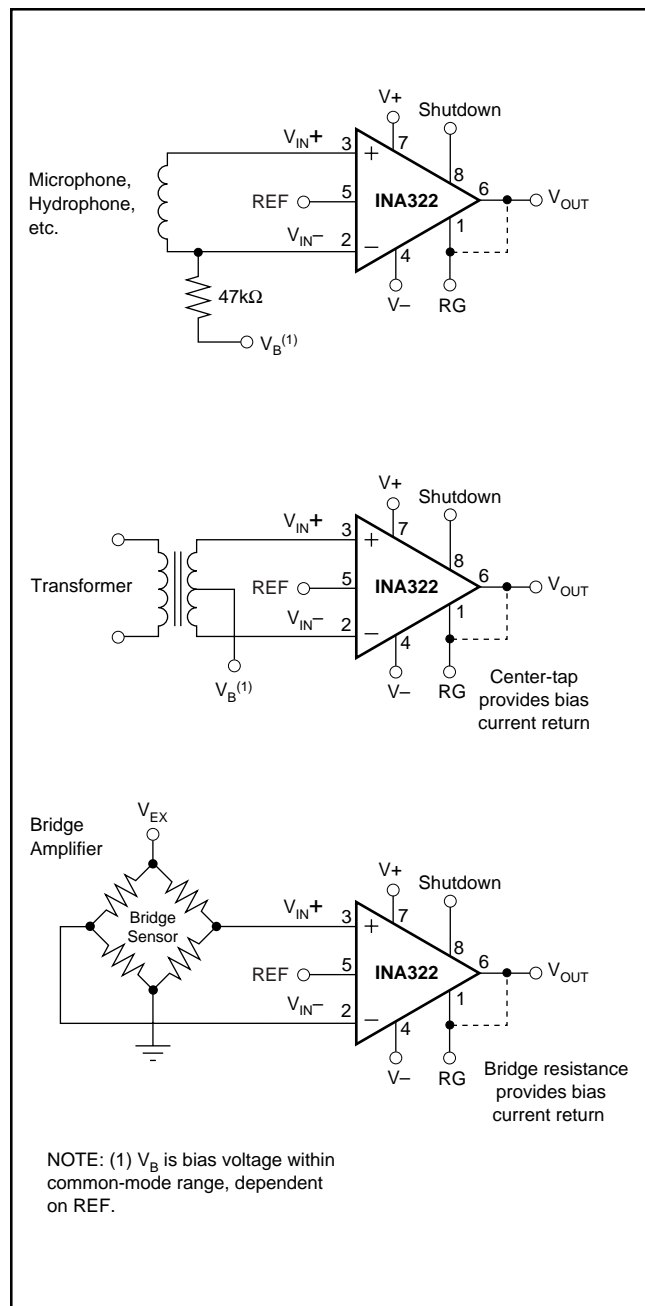 V+
Shutdown
VIN+
3
7
8
Microphone,
Hydrophone,
etc.
REF
5
+
INA322
6
VOUT
VIN–
2
–
1
4
47kΩ
V–
RG
VB(1)
V+
Shutdown
VIN+
3
7
8
Transformer
REF
5
+
INA322
6
VOUT
VIN–
2
–
1
4
VB(1)
V–
RG
Center-tap
provides bias
current return
Bridge
Amplifier
VEX
V+
Shutdown
Bridge
Sensor
VIN+
3
7
8
REF
5
+
INA322
6
VOUT
VIN–
2
–
1
4
V–
RG
Bridge resistance
provides bias
current return
NOTE: (1) VB is bias voltage within
common-mode range, dependent
on REF.